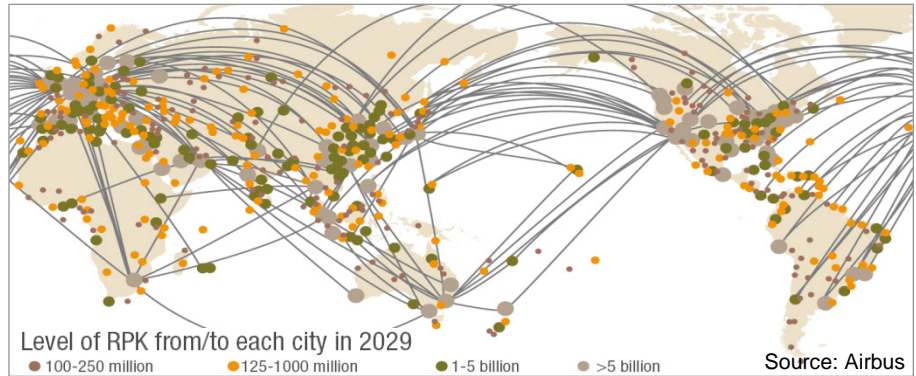 Level of RPK from/to each city in 2029
100-250 million 125-1000 million 1-5 billion >5 billion
Source: Airbus